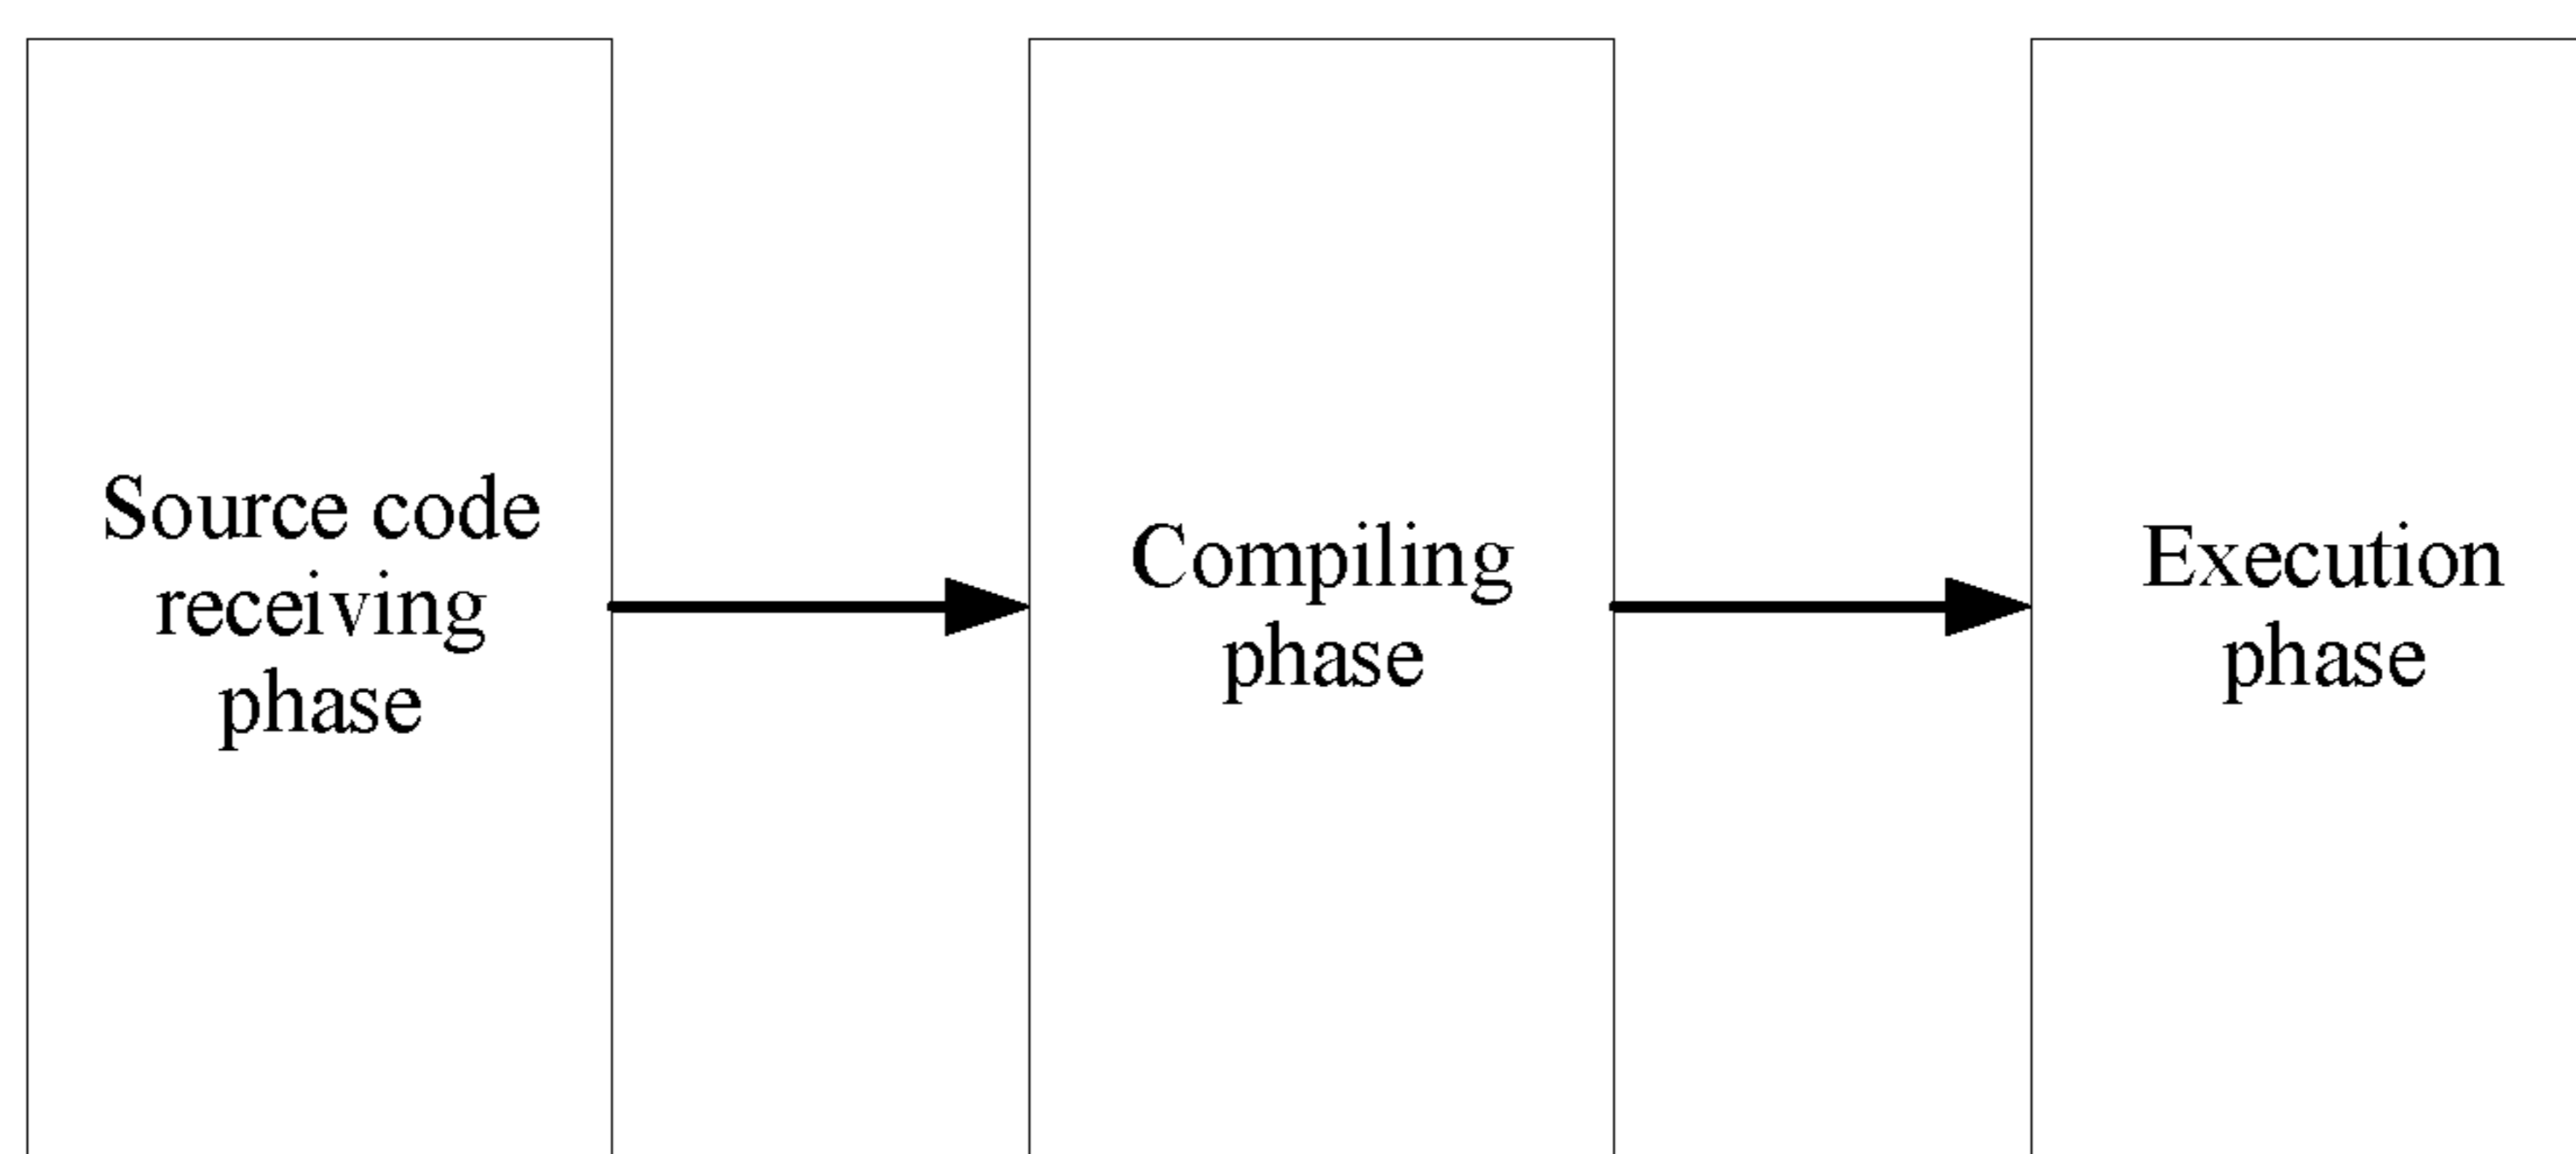 Source code
receiving
phase
Compiling
phase
Execution
phase